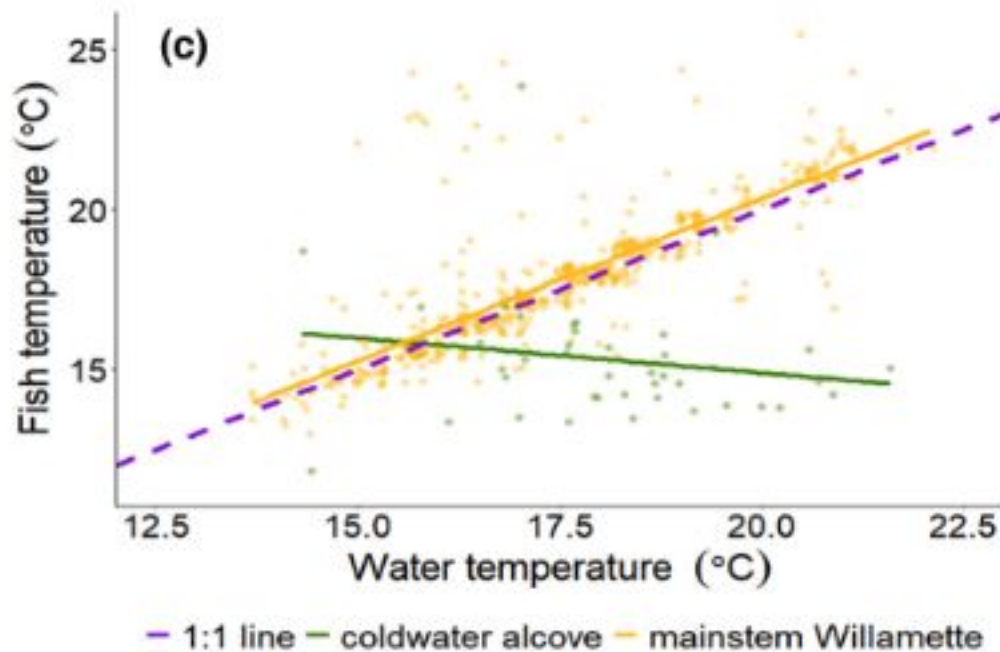 (c)
25
20
15
Fish temperature (°C)
12.5 15.0 17.5 20.0 22.5
Water temperature (°C)
1:1 line coldwater alcove mainstem Willamette